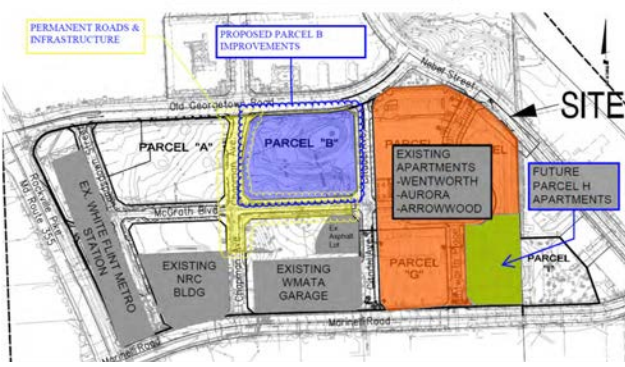 PERMANENT ROADS &
INFRASTRUCTURE
PROPOSED PARCEL B
IMPROVEMENTS
Nebel Street
SITE
Old Georgetown Road
PARCEL "A"
PARCEL "B"
EXISTING
APARTMENTS
-WENTWORTH
-AURORA
-ARROWWOOD
FUTURE
PARCEL H
APARTMENTS
Rockville Pike
Md Route 355
EX. WHITE FLINT METRO
STATION
McGrath Blvd.
Chapman Ave.
Ex
Asphalt
Lot
EXISTING
NRC
BLDG
EXISTING
WMATA
GARAGE
PARCEL
"G"
PARCEL
"I"
Marinelli Road
Marinelli Road